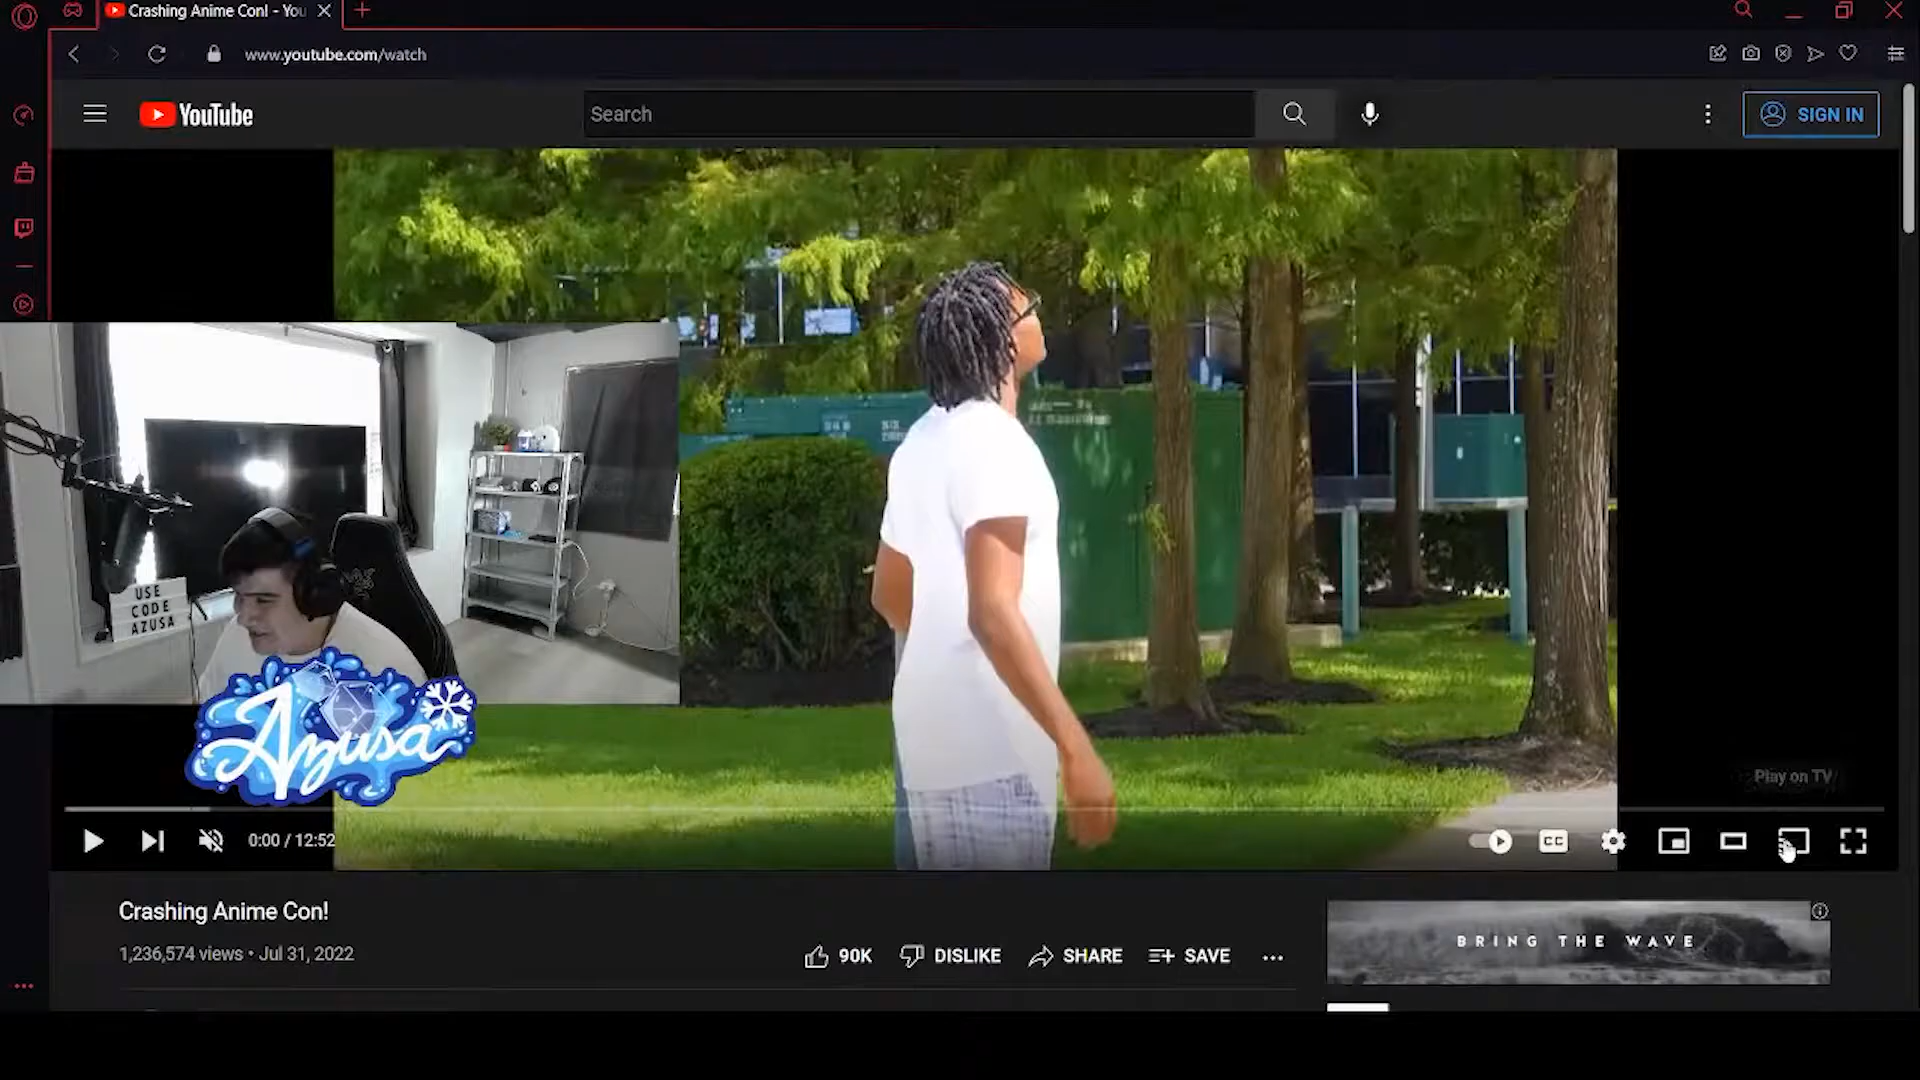 Crashing Anime Con! - You
www.youtube.com/watch
YouTube
Search
SIGN IN
USE
CODE
AZUSA
Azusa
Play on TV
0:00 / 12:52
CC
Crashing Anime Con!
1,236,574 views • Jul 31, 2022
90K
DISLIKE
SHARE
SAVE
BRING THE WAVE